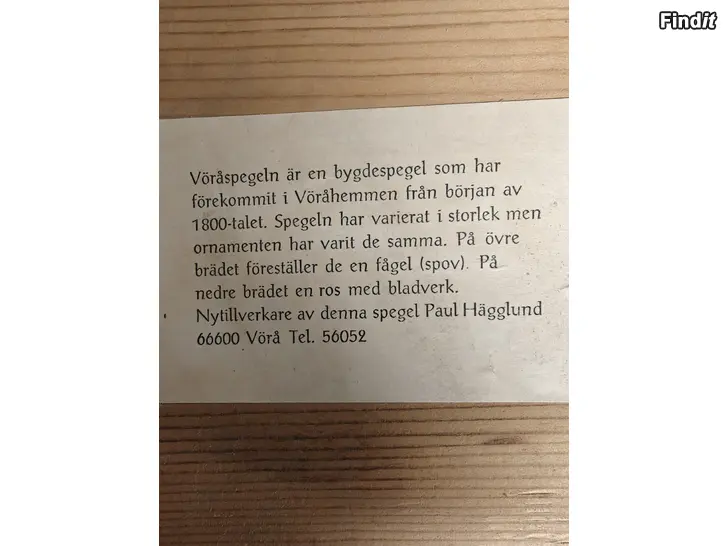 Findit
Vöråspegeln är en bygdespegel som har
förekommit i Vöråhemmen från början av
1800-talet. Spegeln har varierat i storlek men
ornamenten har varit de samma. På övre
brädet föreställer de en fågel (spov). På
nedre brädet en ros med bladverk.
Nytillverkare av denna spegel Paul Hägglund
66600 Vörå Tel. 56052